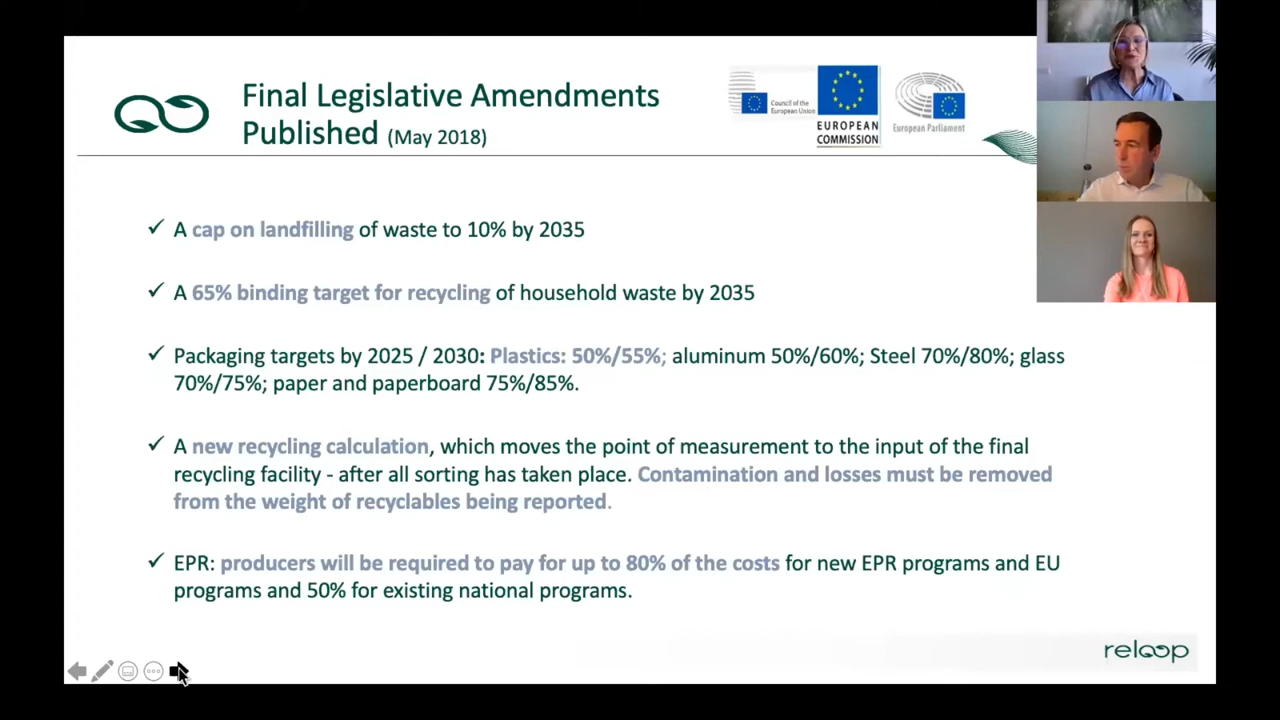 Final Legislative Amendments
Published (May 2018)
Council of the
European Union
EUROPEAN
COMMISSION
European Parliament
✓ A cap on landfilling of waste to 10% by 2035
✓ A 65% binding target for recycling of household waste by 2035
✓ Packaging targets by 2025 / 2030: Plastics: 50%/55%; aluminum 50%/60%; Steel 70%/80%; glass
70%/75%; paper and paperboard 75%/85%.
✓ A new recycling calculation, which moves the point of measurement to the input of the final
recycling facility - after all sorting has taken place. Contamination and losses must be removed
from the weight of recyclables being reported.
✓ EPR: producers will be required to pay for up to 80% of the costs for new EPR programs and EU
programs and 50% for existing national programs.
reloop